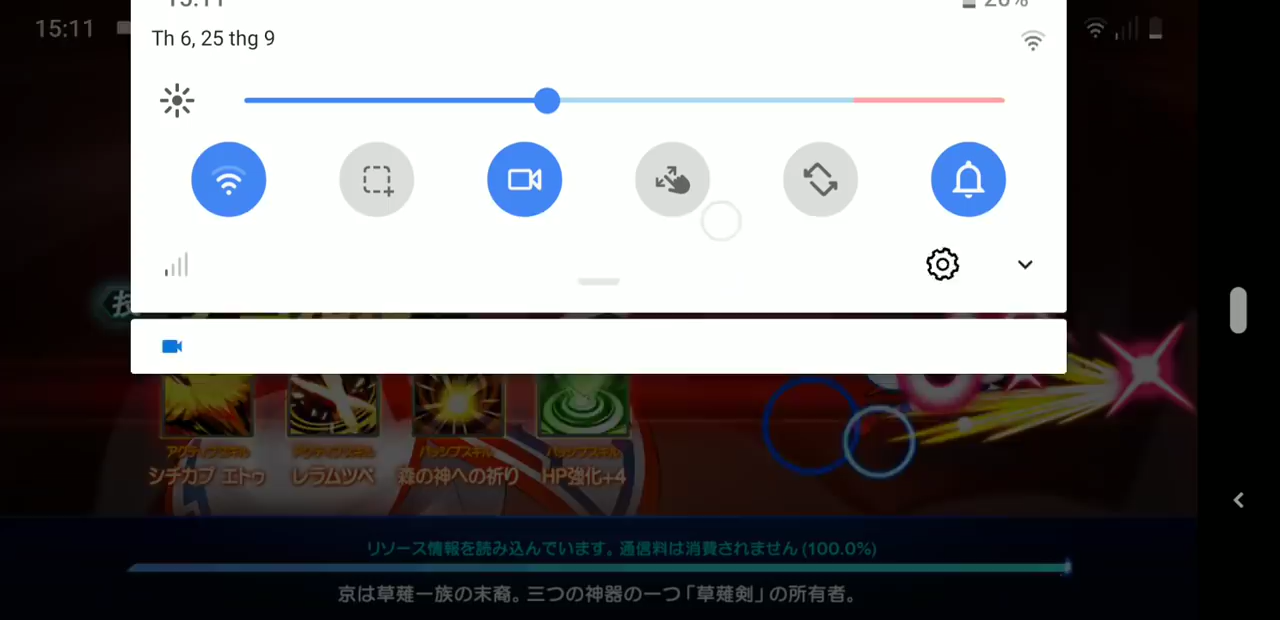 15:11
15:11
20%
Th 6, 25 thg 9
技
アクティブスキル
アクティブスキル
パッシブスキル
パッシブスキル
シチカプ エトゥ
レラムツベ
森の神への祈り
HP強化+4
リソース情報を読み込んでいます。通信料は消費されません(100.0%)
京は草薙一族の末裔。三つの神器の一つ「草薙剣」の所有者。